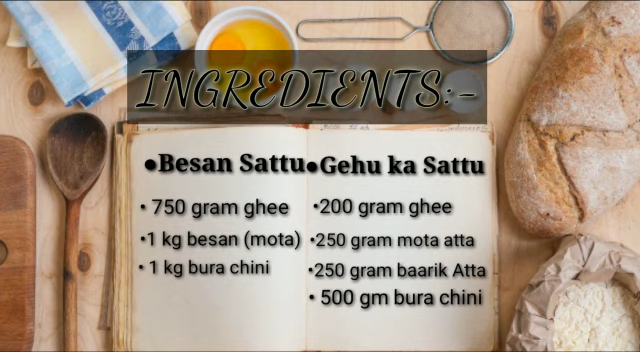 INGREDIENTS:-
•Besan Sattu
• 750 gram ghee
•1 kg besan (mota)
• 1 kg bura chini
•Gehu ka Sattu
•200 gram ghee
•250 gram mota atta
•250 gram baarik Atta
• 500 gm bura chini